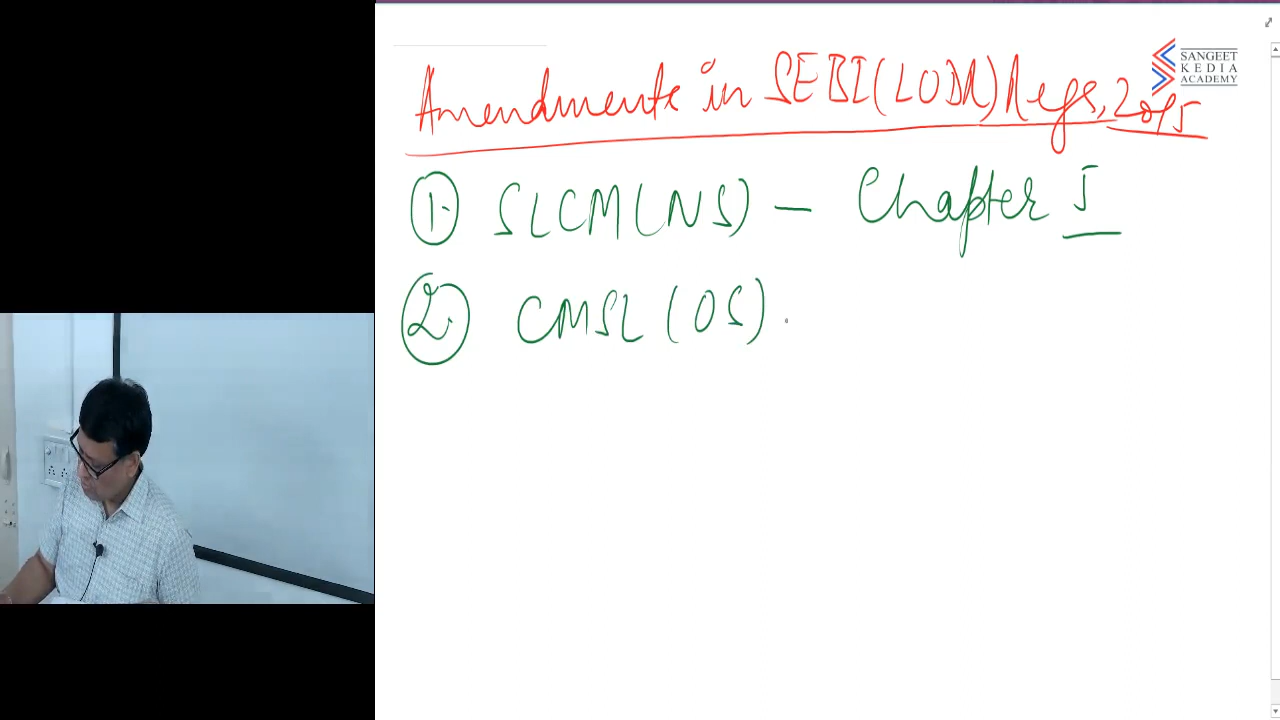 SANGEET
KEDIA
ACADEMY
Amendments in SEBI(LODR) Regs, 2015
1. SLCM(NS) - Chapter I
2. CMSL(OS)